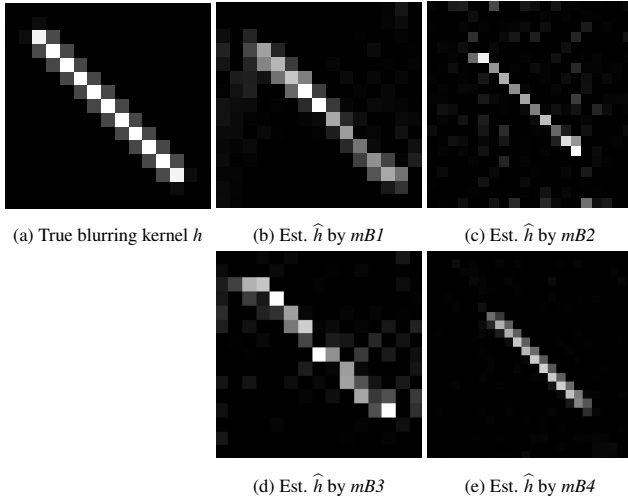 (a) True blurring kernel h
(b) Est. ĥ by mB1
(c) Est. ĥ by mB2
(d) Est. ĥ by mB3
(e) Est. ĥ by mB4